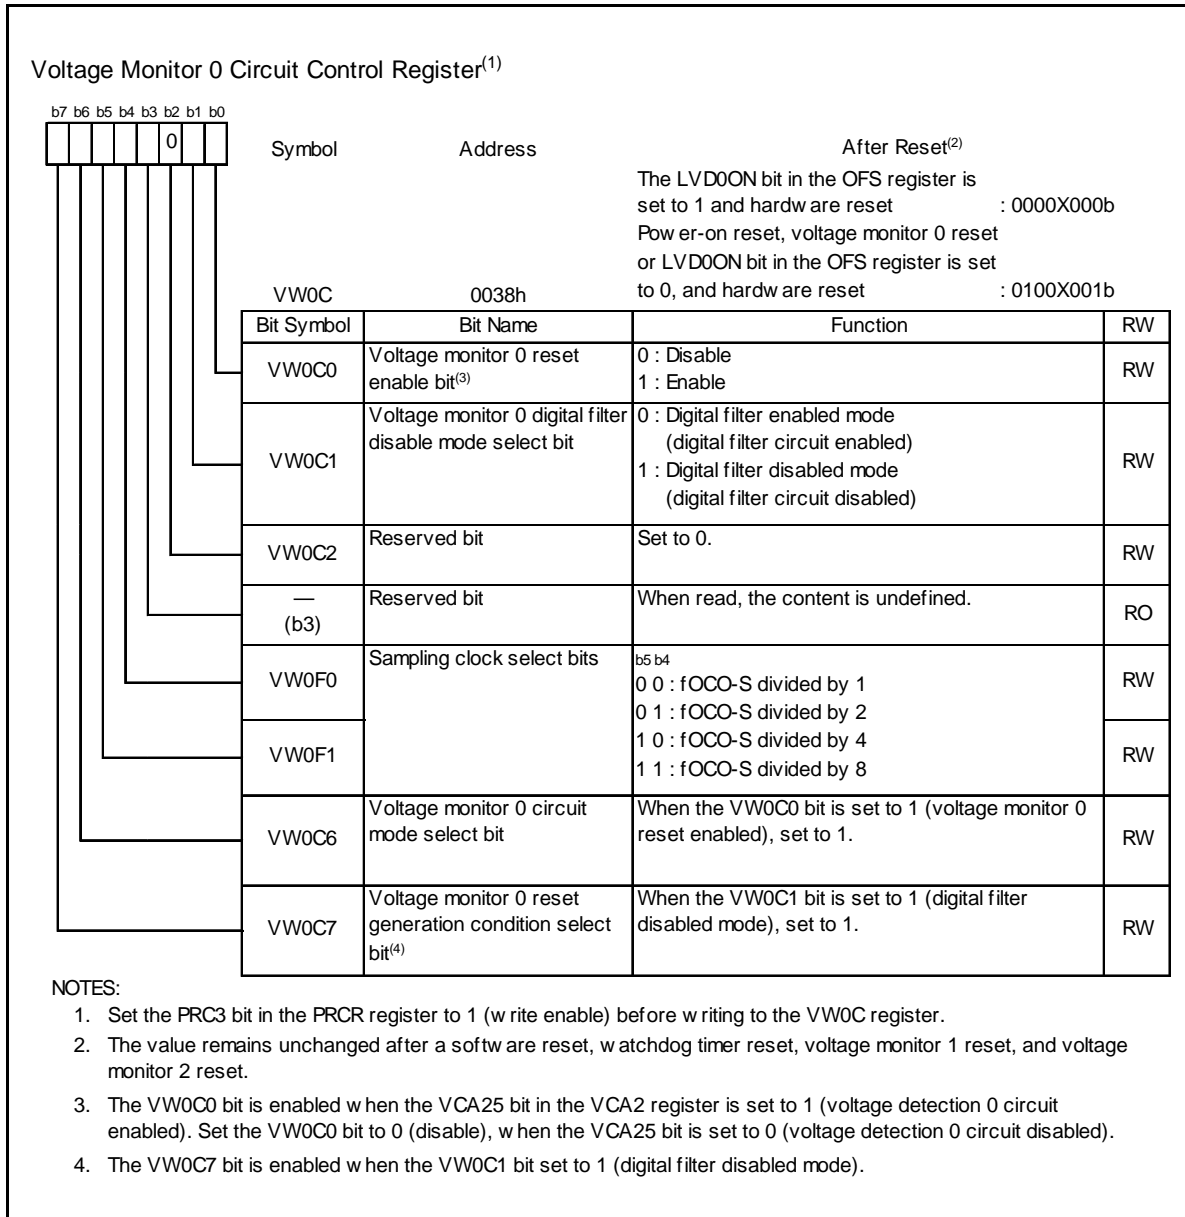 Voltage Monitor 0 Circuit Control Register(1)
b7 b6 b5 b4 b3 b2 b1 b0
0
Symbol Address After Reset(2)
The LVD0ON bit in the OFS register is
set to 1 and hardware reset : 0000X000b
Power-on reset, voltage monitor 0 reset
or LVD0ON bit in the OFS register is set
VW0C 0038h to 0, and hardware reset : 0100X001b
Bit Symbol Bit Name Function RW
VW0C0 Voltage monitor 0 reset
enable bit(3)
0 : Disable
1 : Enable
RW
VW0C1 Voltage monitor 0 digital filter
disable mode select bit
0 : Digital filter enabled mode
(digital filter circuit enabled)
1 : Digital filter disabled mode
(digital filter circuit disabled)
RW
VW0C2 Reserved bit Set to 0. RW
—
(b3)
Reserved bit When read, the content is undefined. RO
VW0F0 Sampling clock select bits
b5 b4
0 0 : fOCO-S divided by 1
0 1 : fOCO-S divided by 2
1 0 : fOCO-S divided by 4
1 1 : fOCO-S divided by 8
RW
VW0F1 RW
VW0C6 Voltage monitor 0 circuit
mode select bit
When the VW0C0 bit is set to 1 (voltage monitor 0
reset enabled), set to 1.
RW
VW0C7 Voltage monitor 0 reset
generation condition select
bit(4)
When the VW0C1 bit is set to 1 (digital filter
disabled mode), set to 1.
RW
NOTES:
1. Set the PRC3 bit in the PRCR register to 1 (write enable) before writing to the VW0C register.
2. The value remains unchanged after a software reset, watchdog timer reset, voltage monitor 1 reset, and voltage
monitor 2 reset.
3. The VW0C0 bit is enabled when the VCA25 bit in the VCA2 register is set to 1 (voltage detection 0 circuit
enabled). Set the VW0C0 bit to 0 (disable), when the VCA25 bit is set to 0 (voltage detection 0 circuit disabled).
4. The VW0C7 bit is enabled when the VW0C1 bit set to 1 (digital filter disabled mode).